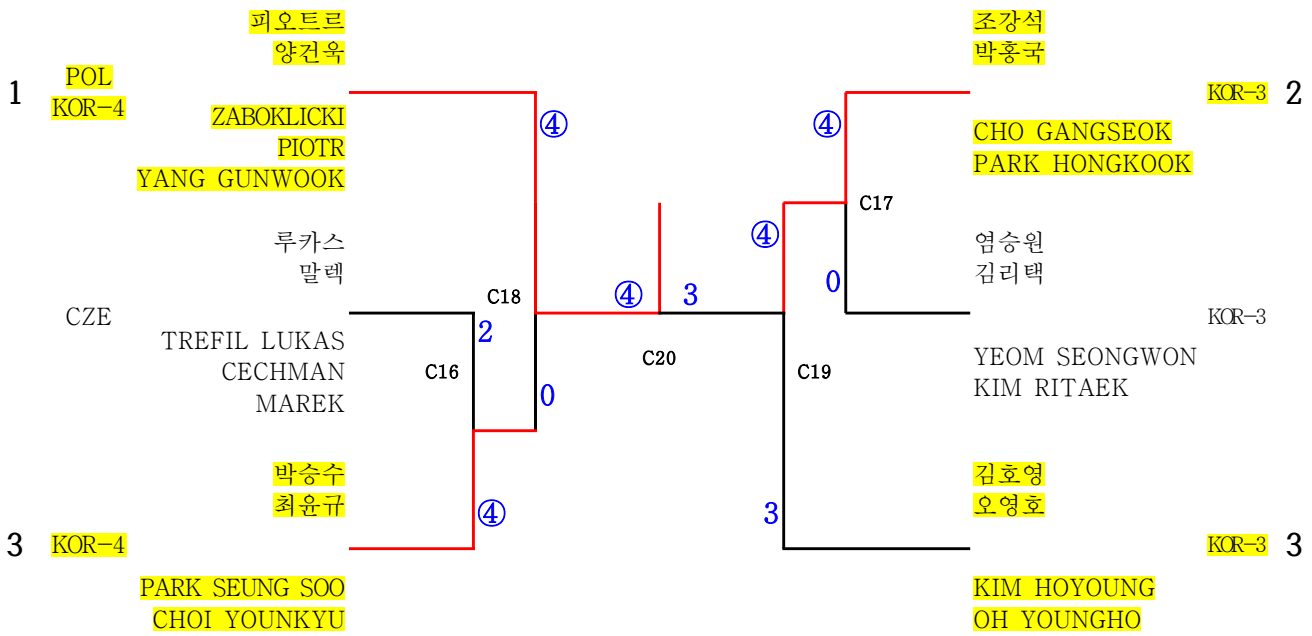 피오트르
양건욱
1
POL
KOR-4
ZABOKLICKI
PIOTR
YANG GUNWOOK
④
루카스
말렉
CZE
C18
TREFIL LUKAS
CECHMAN
MAREK
2
C16
0
박승수
최윤규
④
3
KOR-4
PARK SEUNG SOO
CHOI YOUNKYU
④
3
C20
조강석
박홍국
KOR-3
2
④
CHO GANGSEOK
PARK HONGKOOK
C17
④
염승원
김리택
0
KOR-3
YEOM SEONGWON
KIM RITAEK
C19
김호영
오영호
3
KOR-3
3
KIM HOYOUNG
OH YOUNGHO